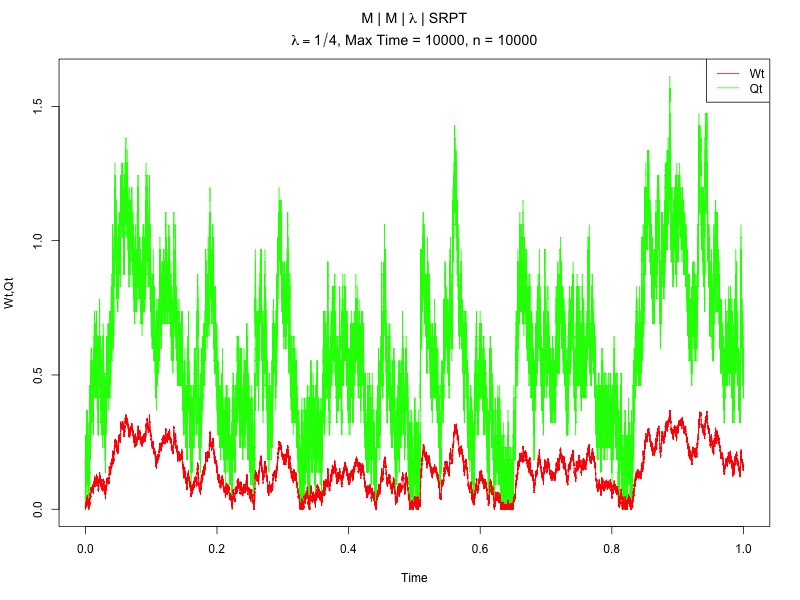 M | M | λ | SRPT
λ = 1/4, Max Time = 10000, n = 10000
Wt
Qt
1.5
1.0
0.5
0.0
Wt,Qt
0.0 0.2 0.4 0.6 0.8 1.0
Time